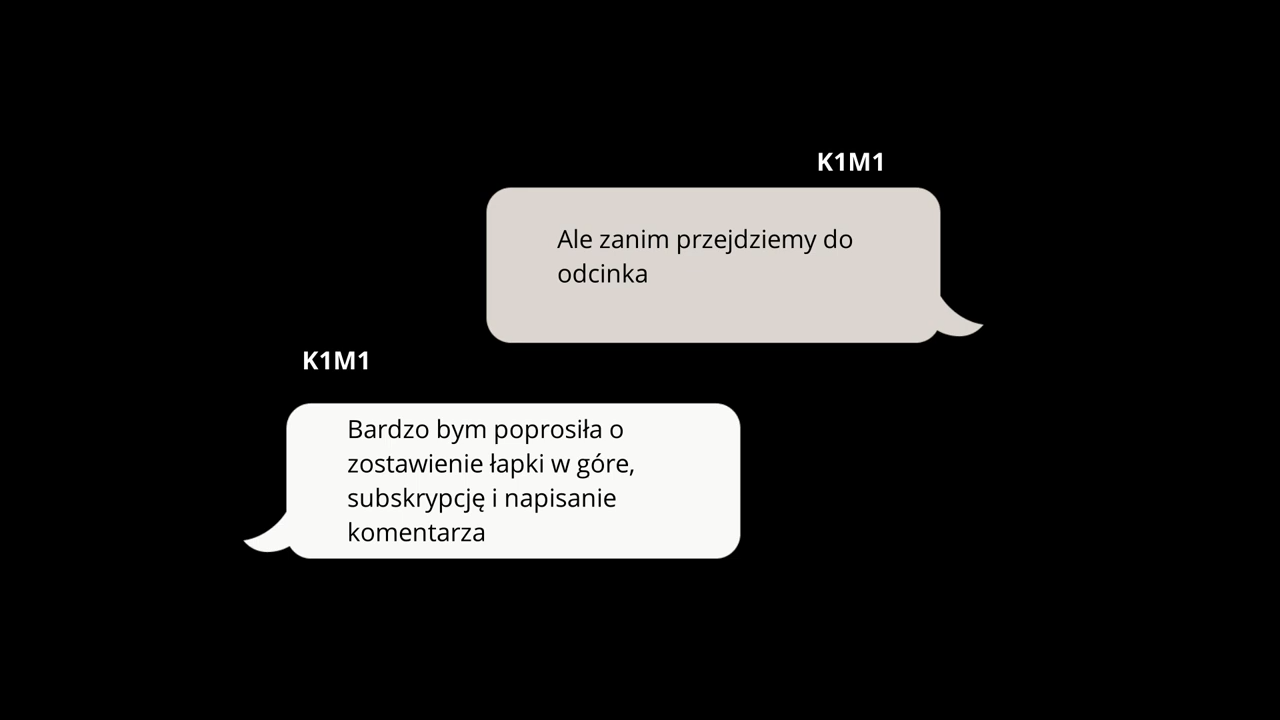 K1M1
Ale zanim przejdziemy do
odcinka
K1M1
Bardzo bym poprosiła o
zostawienie łapki w góre,
subskrypcję i napisanie
komentarza